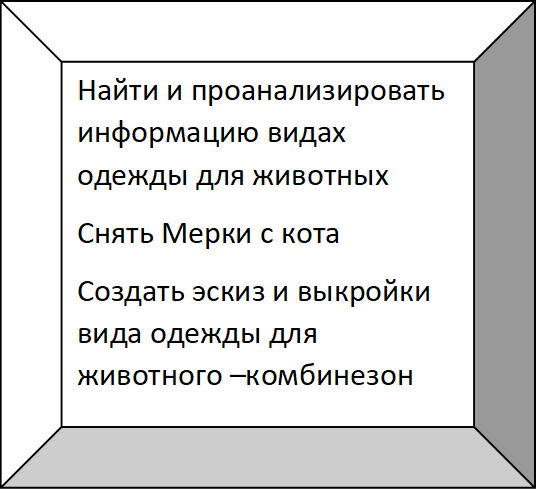 Найти и проанализировать
информацию видах
одежды для животных
Снять Мерки с кота
Создать эскиз и выкройки
вида одежды для
животного –комбинезон